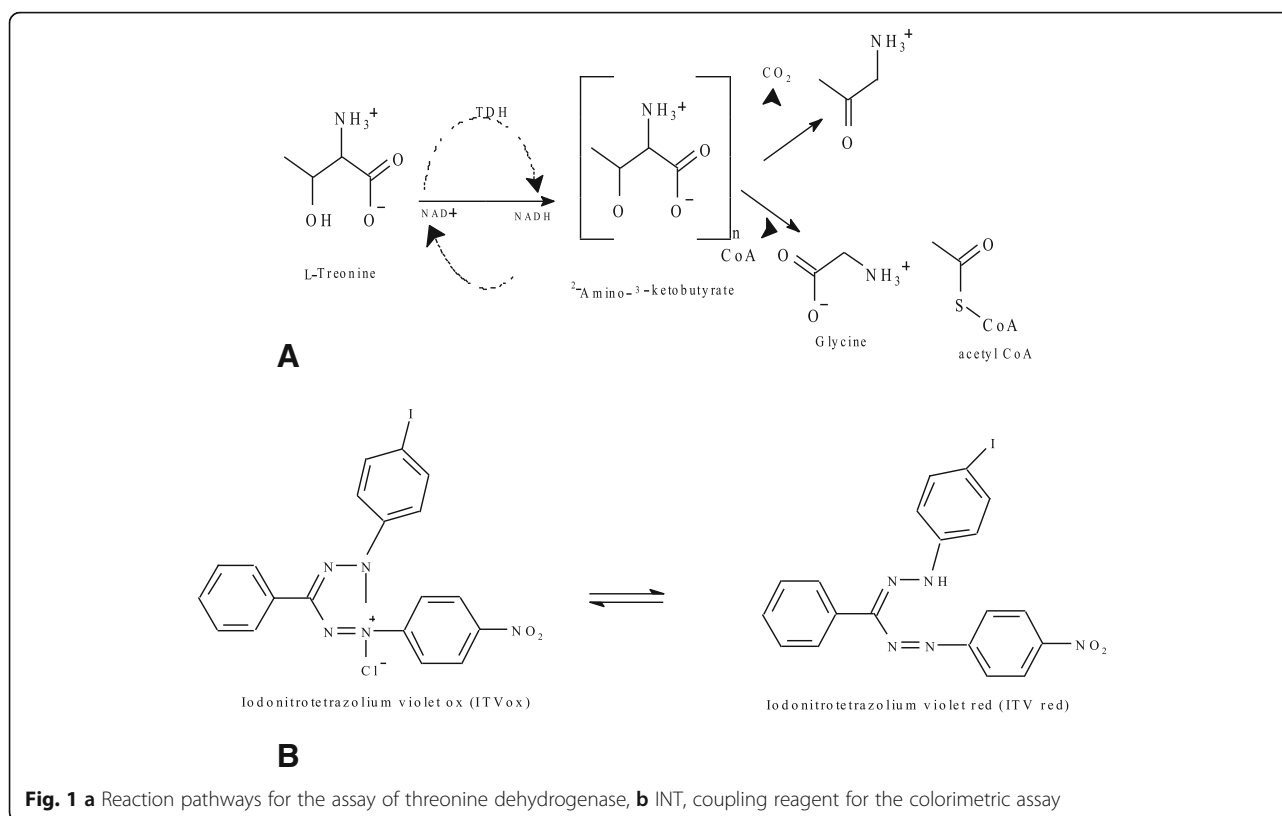 NH3+
O
OH
O−
L-Treonine
TDH
NAD+
NADH
NH3+
O
O
O−
n
2-Amino-3-ketobutyrate
CO2
NH3+
O
CoA
O
NH3+
O−
Glycine
O
S
CoA
acetyl CoA
A
I
N
N
N
N
+
Cl−
NO2
Iodonitrotetrazolium violet ox (ITVox)
I
N
NH
N
N
NO2
Iodonitrotetrazolium violet red (ITV red)
B
Fig. 1 a Reaction pathways for the assay of threonine dehydrogenase, b INT, coupling reagent for the colorimetric assay